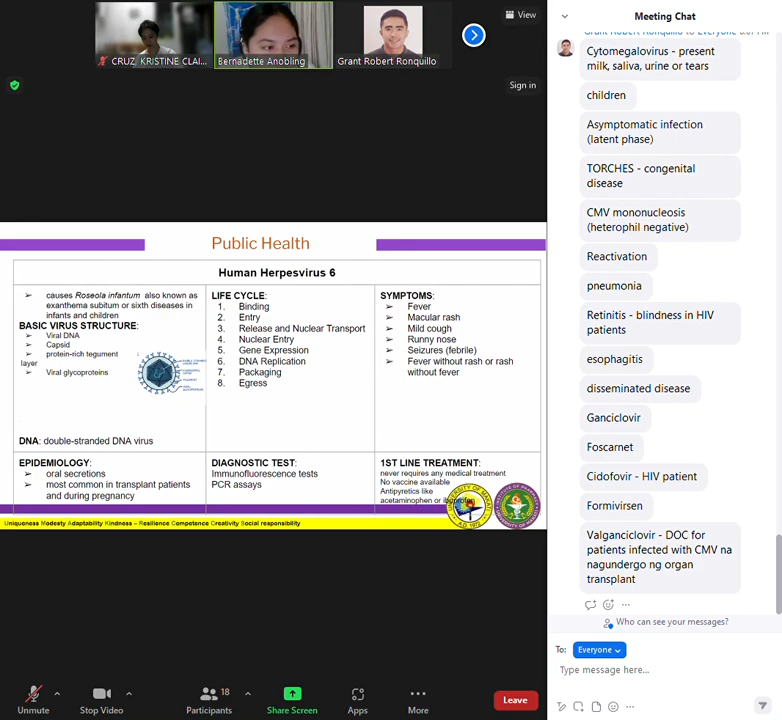 View
CRUZ, KRISTINE CLAI...
Bernadette Anobling
Grant Robert Ronquillo
Sign in
Public Health
Human Herpesvirus 6
➢ causes Roseola infantum also known as
exanthema subitum or sixth diseases in
infants and children
BASIC VIRUS STRUCTURE:
➢ Viral DNA
➢ Capsid
➢ protein-rich tegument
layer
➢ Viral glycoproteins
DNA: double-stranded DNA virus
LIFE CYCLE:
1. Binding
2. Entry
3. Release and Nuclear Transport
4. Nuclear Entry
5. Gene Expression
6. DNA Replication
7. Packaging
8. Egress
SYMPTOMS:
➢ Fever
➢ Macular rash
➢ Mild cough
➢ Runny nose
➢ Seizures (febrile)
➢ Fever without rash or rash
without fever
EPIDEMIOLOGY:
➢ oral secretions
➢ most common in transplant patients
and during pregnancy
DIAGNOSTIC TEST:
Immunofluorescence tests
PCR assays
1ST LINE TREATMENT:
never requires any medical treatment
No vaccine available
Antipyretics like
acetaminophen or ibuprofen
UNIVERSITY OF MAKATI
A.D. 1972
Uniqueness Modesty Adaptability Kindness – Resilience Competence Creativity Social responsibility
Unmute
Stop Video
18
Participants
Share Screen
Apps
More
Leave
Meeting Chat
Grant Robert Ronquillo to Everyone
Cytomegalovirus - present
milk, saliva, urine or tears
children
Asymptomatic infection
(latent phase)
TORCHES - congenital
disease
CMV mononucleosis
(heterophil negative)
Reactivation
pneumonia
Retinitis - blindness in HIV
patients
esophagitis
disseminated disease
Ganciclovir
Foscarnet
Cidofovir - HIV patient
Formivirsen
Valganciclovir - DOC for
patients infected with CMV na
nagundergo ng organ
transplant
Who can see your messages?
To: Everyone
Type message here...